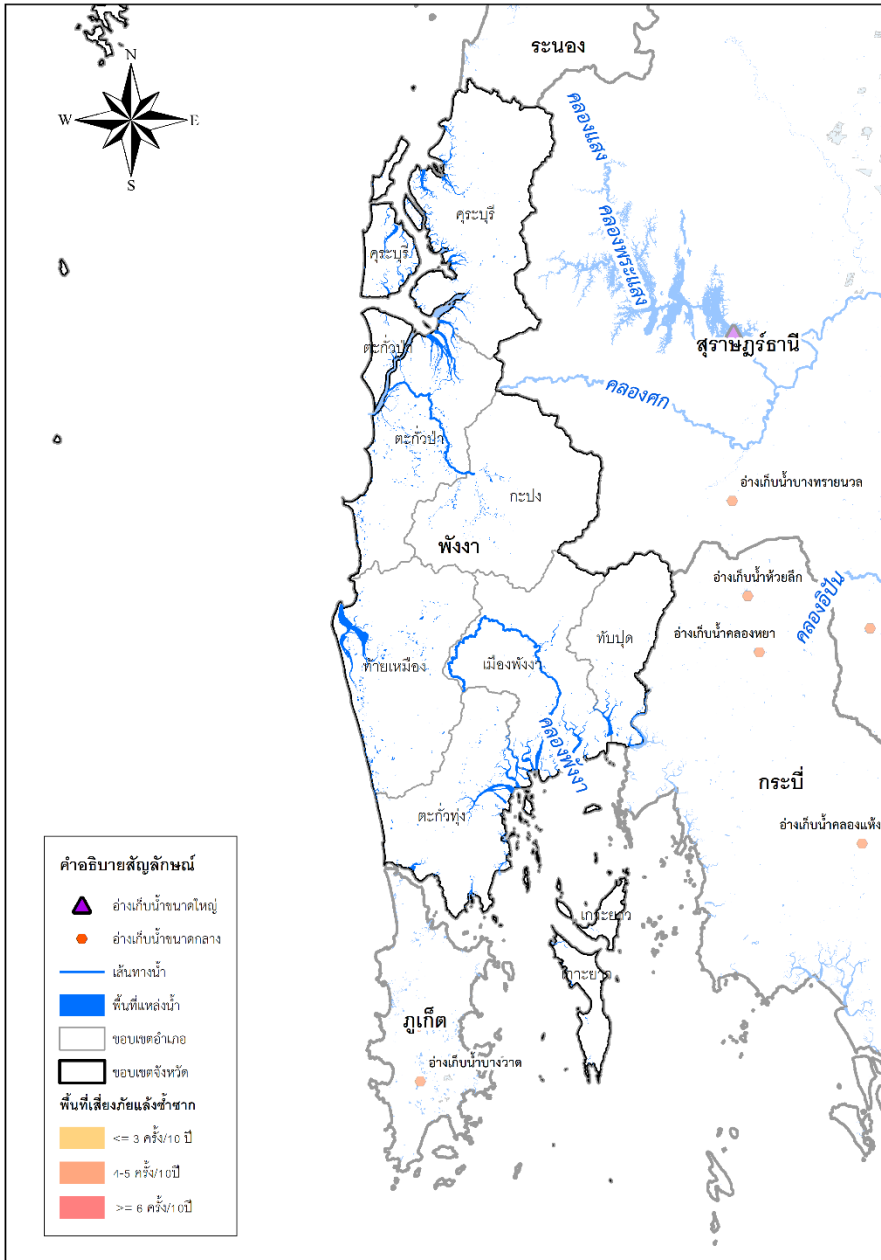 ระนอง
N
W
E
S
คลองแสง
คุระบุรี
คลองพระแสง
คุระบุรี
สุราษฎร์ธานี
ตะกั่วป่า
คลองศก
ตะกั่วป่า
อ่างเก็บน้ำบางทรายนวล
กะปง
พังงา
อ่างเก็บน้ำห้วยลึก
คลองอิปัน
อ่างเก็บน้ำคลองหยา
ทับปุด
ท้ายเหมือง
เมืองพังงา
คลองพังงา
กระบี่
ตะกั่วทุ่ง
อ่างเก็บน้ำคลองแห้ง
เกาะยาว
เกาะยาว
ภูเก็ต
อ่างเก็บน้ำบางวาด
คำอธิบายสัญลักษณ์
อ่างเก็บน้ำขนาดใหญ่
อ่างเก็บน้ำขนาดกลาง
เส้นทางน้ำ
พื้นที่แหล่งน้ำ
ขอบเขตอำเภอ
ขอบเขตจังหวัด
พื้นที่เสี่ยงภัยแล้งซ้ำซาก
<= 3 ครั้ง/10 ปี
4-5 ครั้ง/10ปี
>= 6 ครั้ง/10ปี